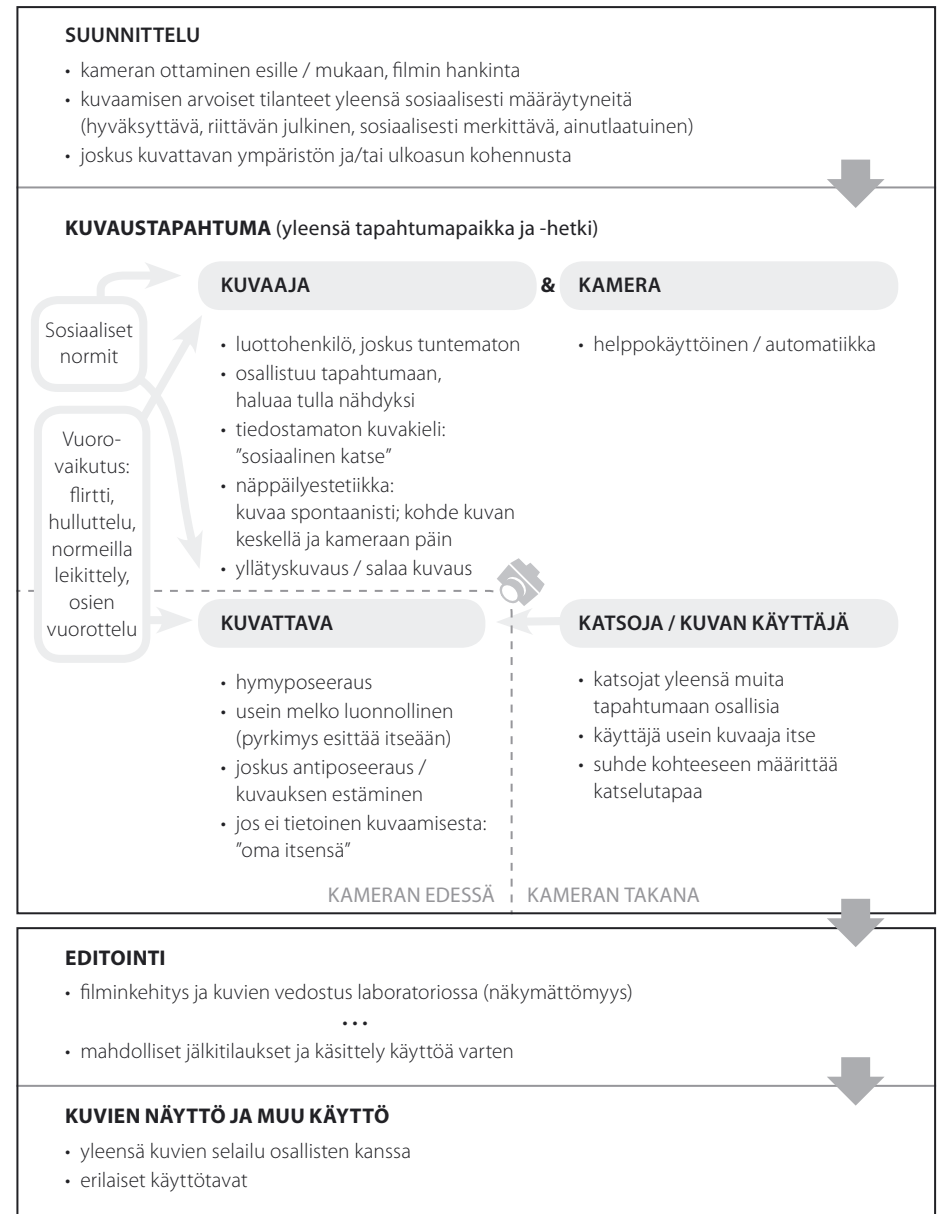 SUUNNITTELU
• kameran ottaminen esille / mukaan, filmin hankinta
• kuvaamisen arvoiset tilanteet yleensä sosiaalisesti määräytyneitä
(hyväksyttävä, riittävän julkinen, sosiaalisesti merkittävä, ainutlaatuinen)
• joskus kuvattavan ympäristön ja/tai ulkoasun kohennusta
KUVAUSTAPAHTUMA (yleensä tapahtumapaikka ja -hetki)
Sosiaaliset
normit
Vuoro-
vaikutus:
flirtti,
hulluttelu,
normeilla
leikittely,
osien
vuorottelu
KUVAAJA & KAMERA
• luottohenkilö, joskus tuntematon
• osallistuu tapahtumaan,
haluaa tulla nähdyksi
• tiedostamaton kuvakieli:
”sosiaalinen katse”
• näppäilyestetiikka:
kuvaa spontaanisti; kohde kuvan
keskellä ja kameraan päin
• yllätyskuvaus / salaa kuvaus
• helppokäyttöinen / automatiikka
KUVATTAVA
• hymyposeeraus
• usein melko luonnollinen
(pyrkimys esittää itseään)
• joskus antiposeeraus /
kuvauksen estäminen
• jos ei tietoinen kuvaamisesta:
”oma itsensä”
KATSOJA / KUVAN KÄYTTÄJÄ
• katsojat yleensä muita
tapahtumaan osallisia
• käyttäjä usein kuvaaja itse
• suhde kohteeseen määrittää
katselutapaa
KAMERAN EDESSÄ
KAMERAN TAKANA
EDITOINTI
• filminkehitys ja kuvien vedostus laboratoriossa (näkymättömyys)
• • •
• mahdolliset jälkitilaukset ja käsittely käyttöä varten
KUVIEN NÄYTTÖ JA MUU KÄYTTÖ
• yleensä kuvien selailu osallisten kanssa
• erilaiset käyttötavat